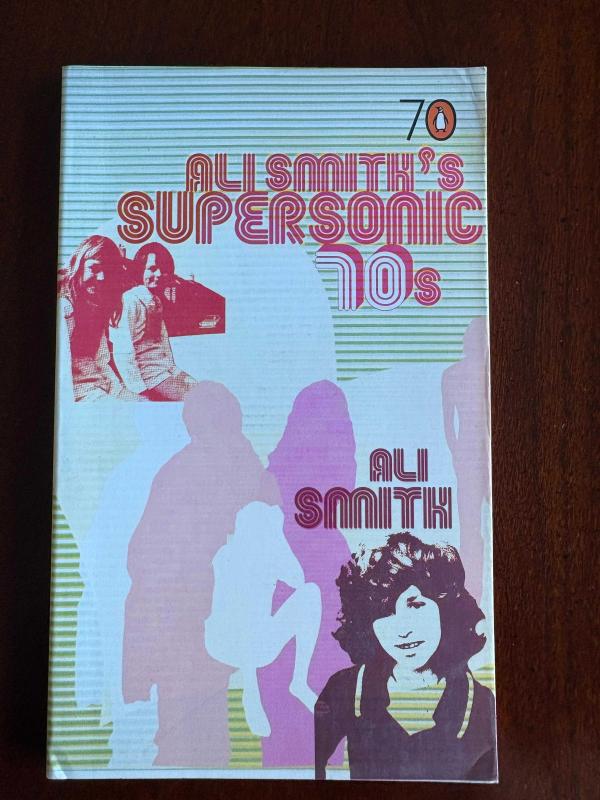 70
ALI SMITH'S
SUPERSONIC
70s
ALI
SMITH